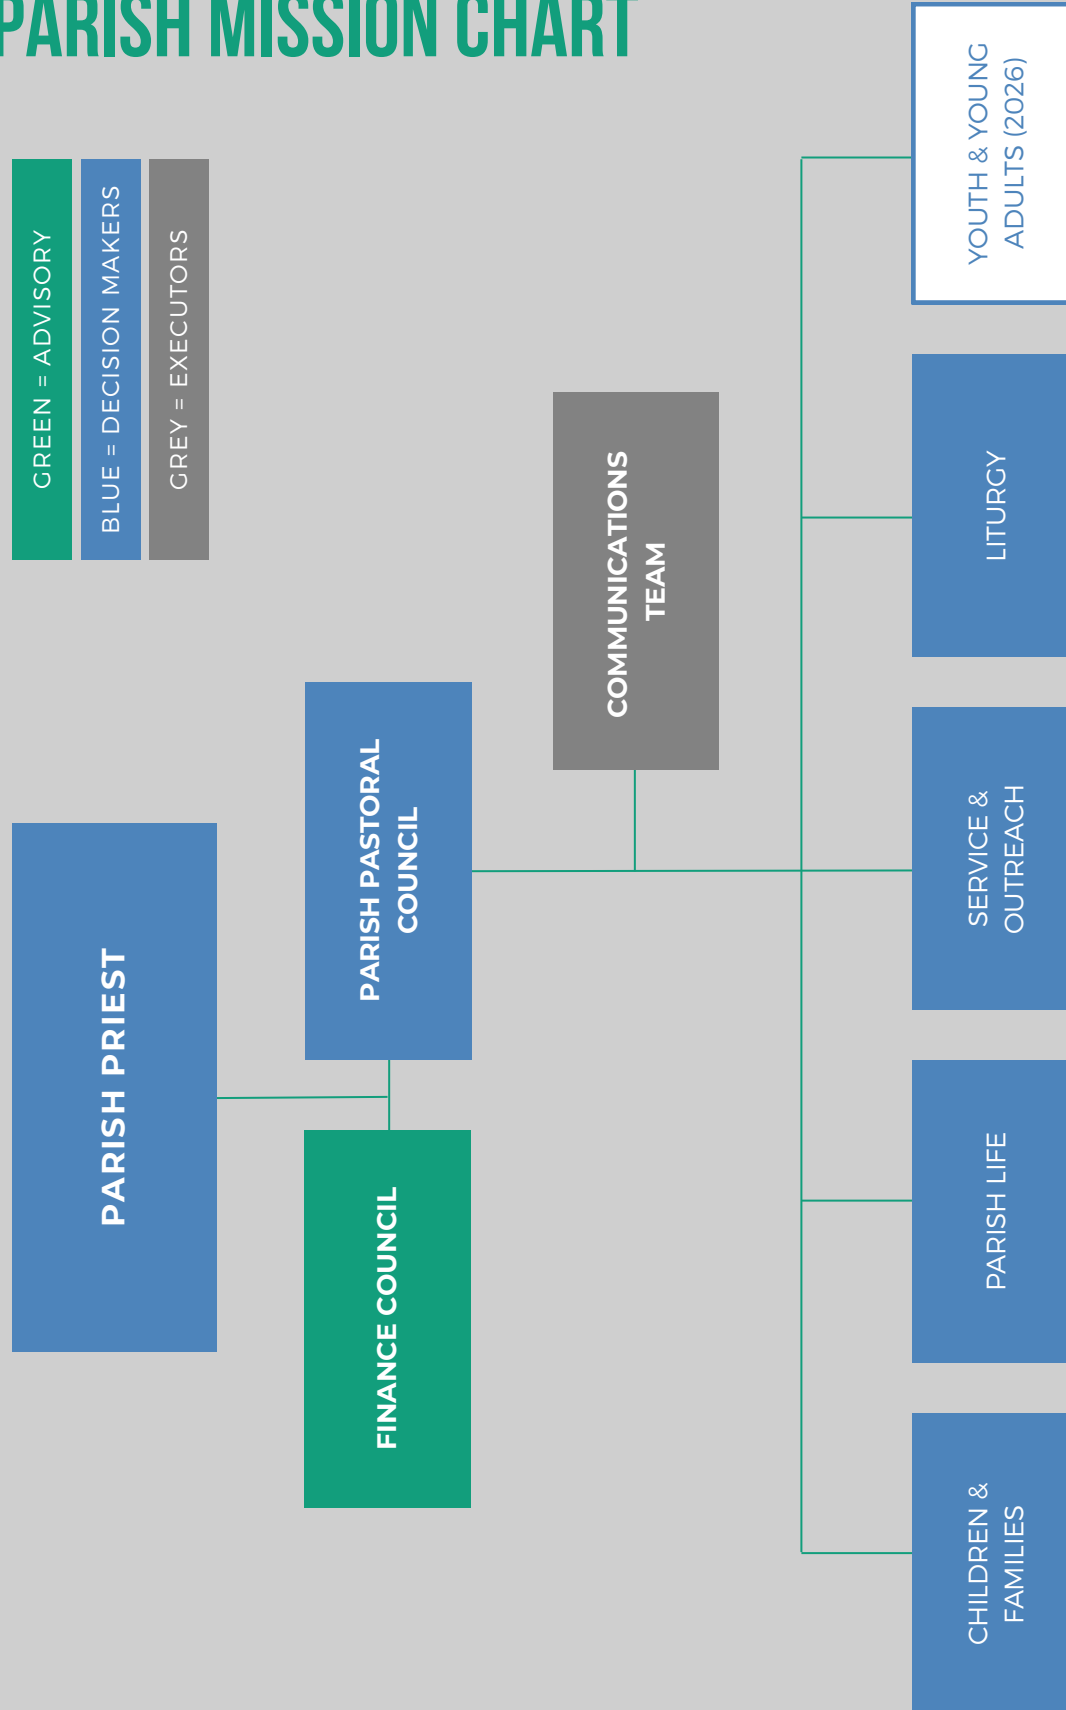 PARISH MISSION CHART
GREEN = ADVISORY
BLUE = DECISION MAKERS
GREY = EXECUTORS
PARISH PRIEST
FINANCE COUNCIL
PARISH PASTORAL
COUNCIL
COMMUNICATIONS
TEAM
CHILDREN &
FAMILIES
PARISH LIFE
SERVICE &
OUTREACH
LITURGY
YOUTH & YOUNG
ADULTS (2026)